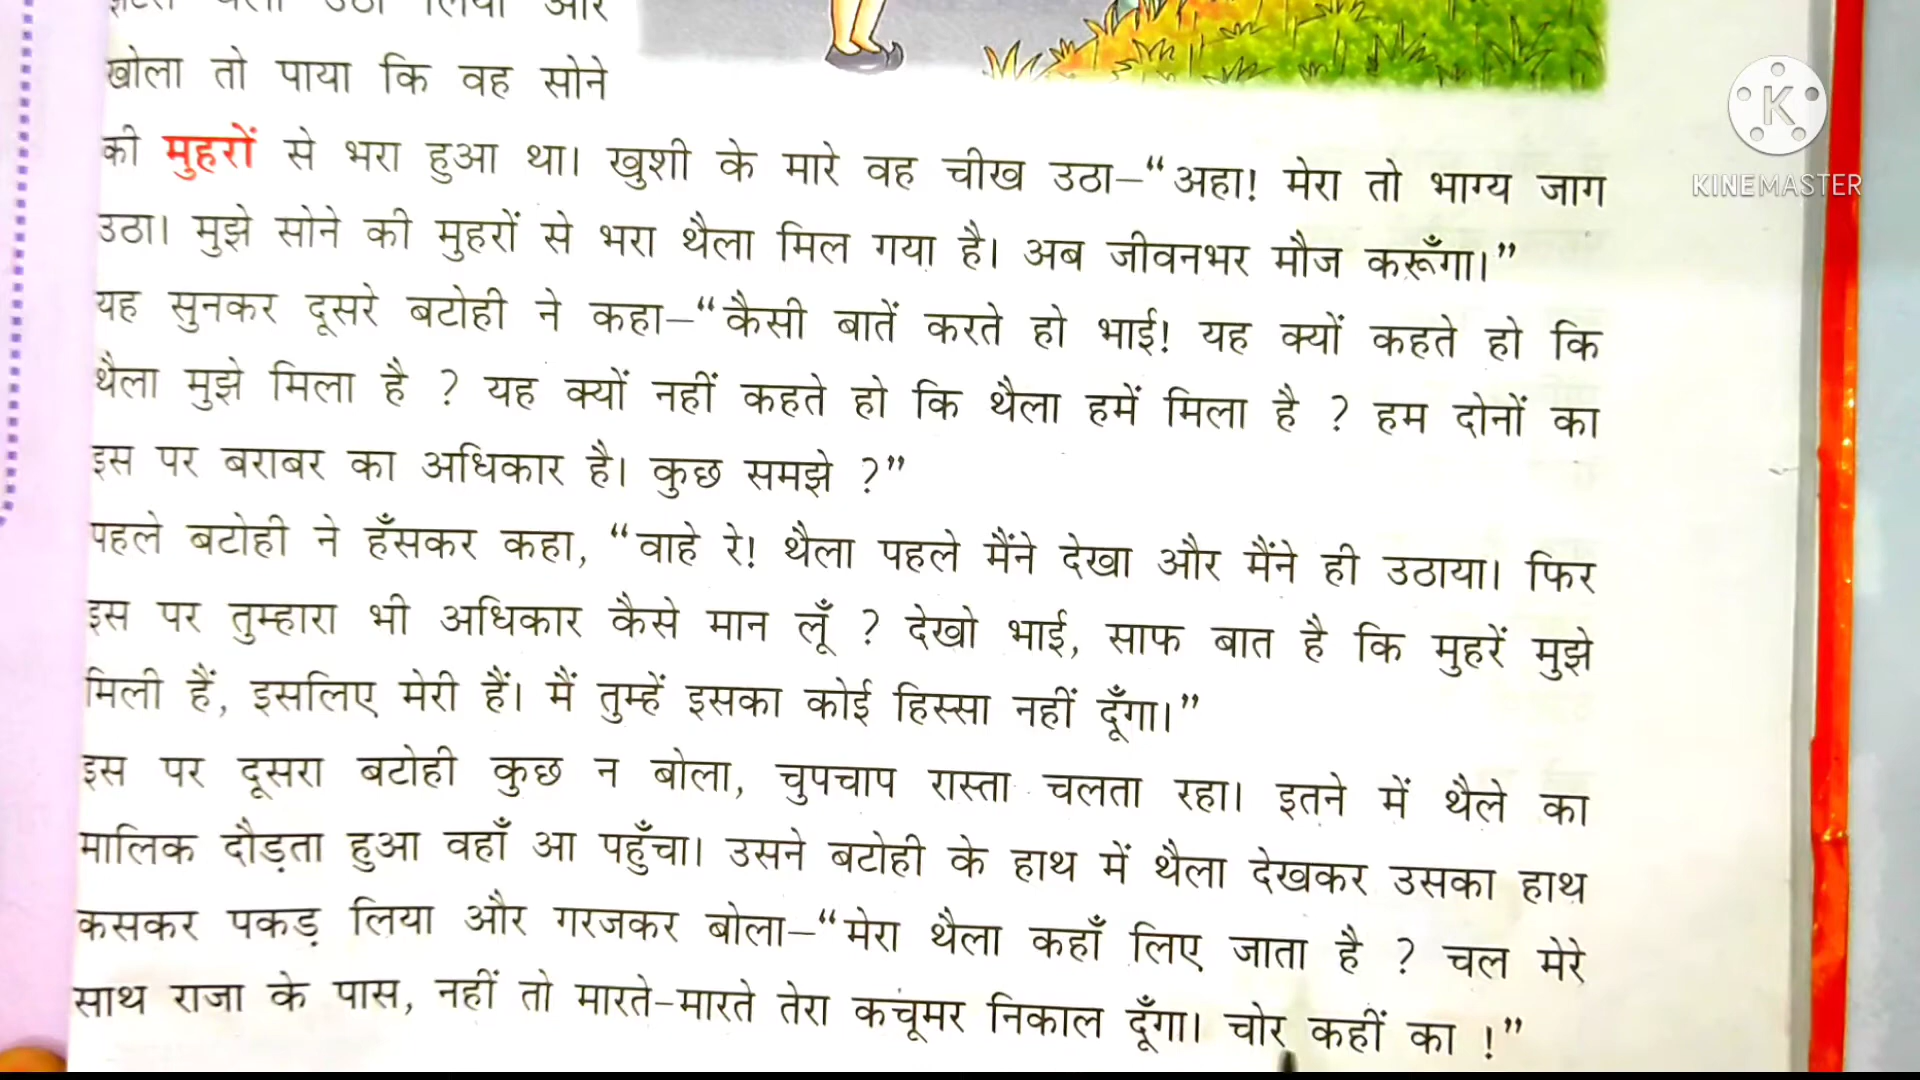 थैला उठा लिया और
खोला तो पाया कि वह सोने
की मुहरों से भरा हुआ था। खुशी के मारे वह चीख उठा–“अहा! मेरा तो भाग्य जाग
उठा। मुझे सोने की मुहरों से भरा थैला मिल गया है। अब जीवनभर मौज करूँगा।”
यह सुनकर दूसरे बटोही ने कहा–“कैसी बातें करते हो भाई! यह क्यों कहते हो कि
थैला मुझे मिला है ? यह क्यों नहीं कहते हो कि थैला हमें मिला है ? हम दोनों का
इस पर बराबर का अधिकार है। कुछ समझे ?”
पहले बटोही ने हँसकर कहा, “वाहे रे! थैला पहले मैंने देखा और मैंने ही उठाया। फिर
इस पर तुम्हारा भी अधिकार कैसे मान लूँ ? देखो भाई, साफ बात है कि मुहरें मुझे
मिली हैं, इसलिए मेरी हैं। मैं तुम्हें इसका कोई हिस्सा नहीं दूँगा।”
इस पर दूसरा बटोही कुछ न बोला, चुपचाप रास्ता चलता रहा। इतने में थैले का
मालिक दौड़ता हुआ वहाँ आ पहुँचा। उसने बटोही के हाथ में थैला देखकर उसका हाथ
कसकर पकड़ लिया और गरजकर बोला–“मेरा थैला कहाँ लिए जाता है ? चल मेरे
साथ राजा के पास, नहीं तो मारते-मारते तेरा कचूमर निकाल दूँगा। चोर कहीं का !”
K
KINEMASTER